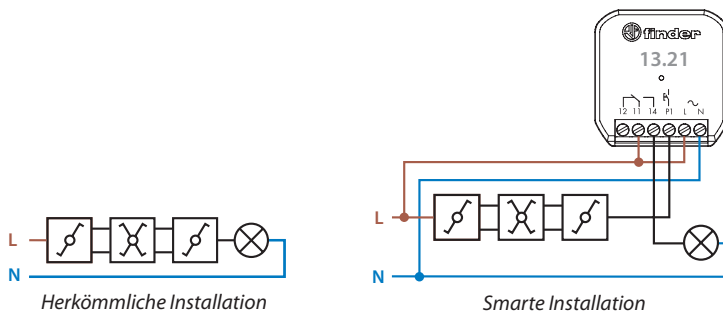 finder
13.21
12 11 14 P1 L N
L
N
Herkömmliche Installation
L
N
Smarte Installation